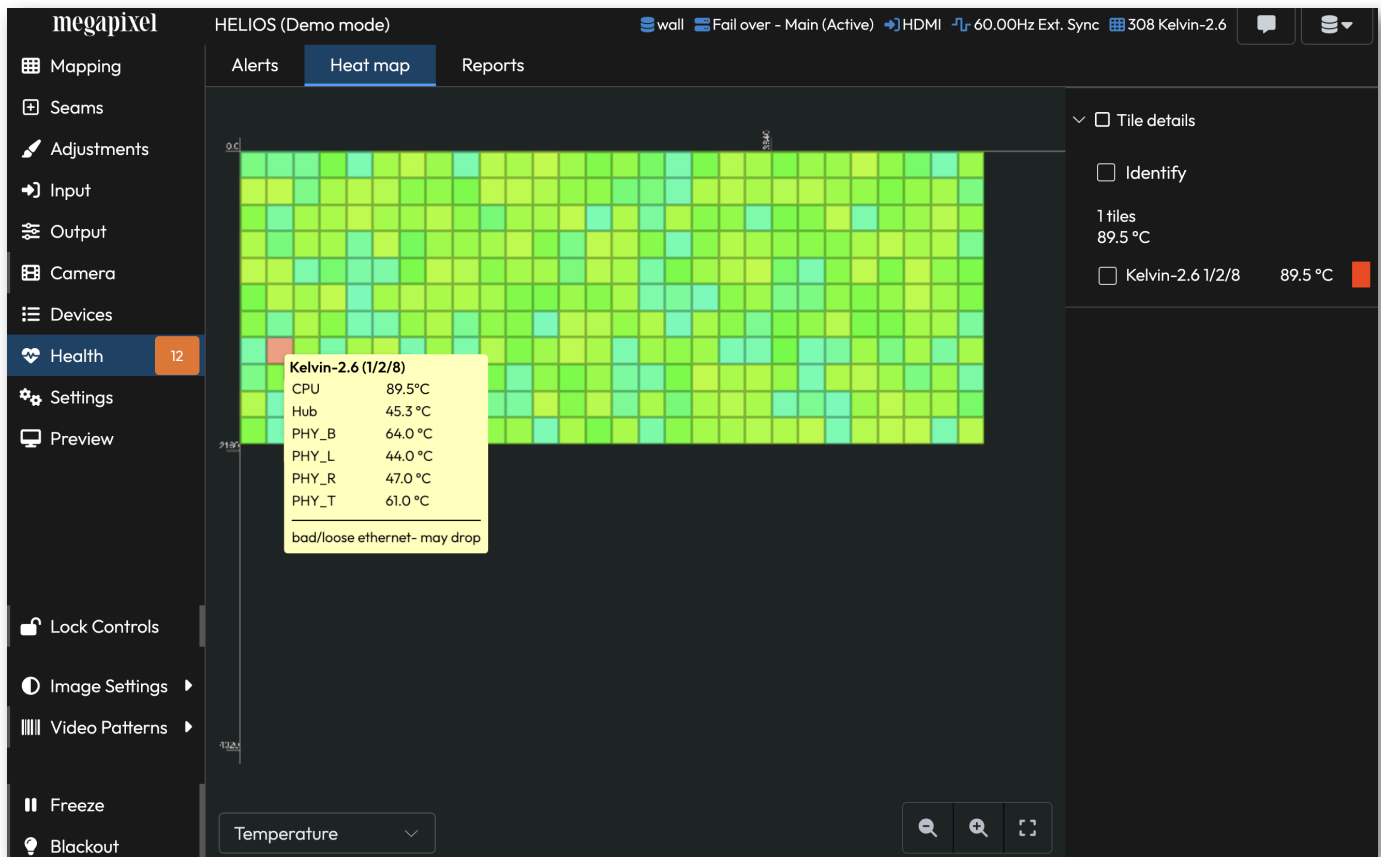 megapixel
HELIOS (Demo mode)
wall Fail over - Main (Active) HDMI 60.00Hz Ext. Sync 308 Kelvin-2.6
Mapping
Seams
Adjustments
Input
Output
Camera
Devices
Health 12
Settings
Preview
Lock Controls
Image Settings
Video Patterns
Freeze
Blackout
Alerts Heat map Reports
0.0
3840
2160
4320
Kelvin-2.6 (1/2/8)
CPU 89.5°C
Hub 45.3 °C
PHY_B 64.0 °C
PHY_L 44.0 °C
PHY_R 47.0 °C
PHY_T 61.0 °C
bad/loose ethernet- may drop
Temperature
Tile details
Identify
1 tiles
89.5 °C
Kelvin-2.6 1/2/8 89.5 °C